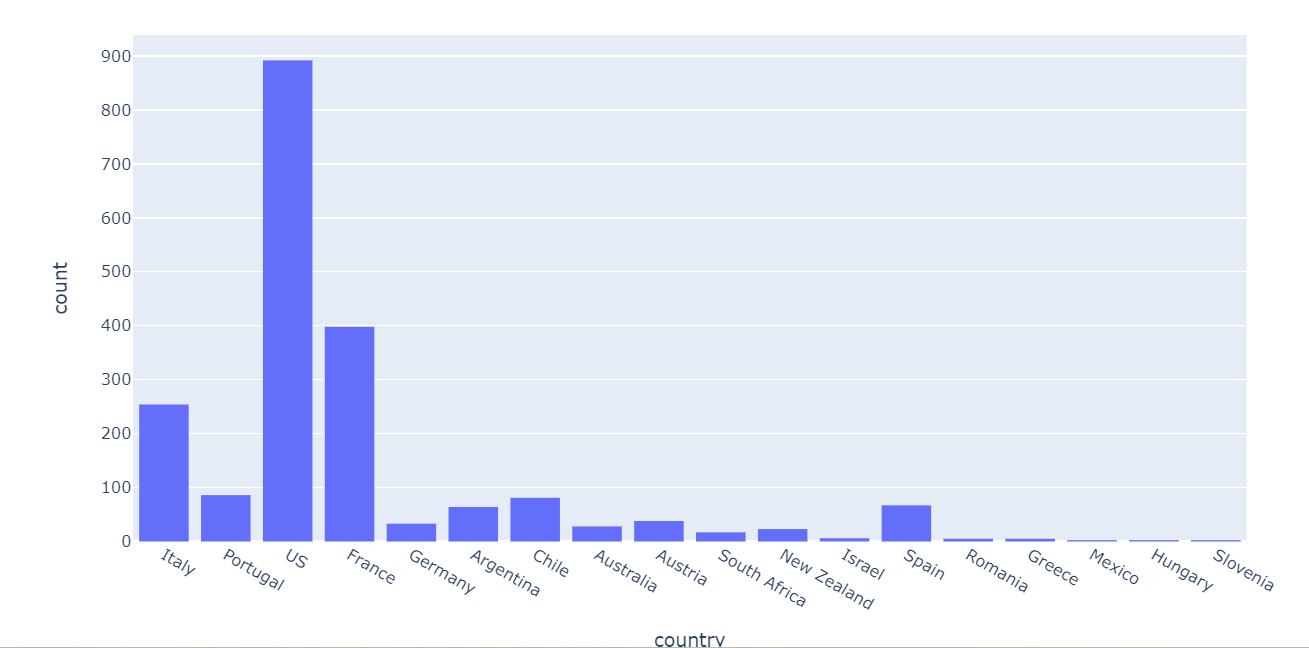 900
800
700
600
500
400
300
200
100
0
count
Italy
Portugal
US
France
Germany
Argentina
Chile
Australia
Austria
South Africa
New Zealand
Israel
Spain
Romania
Greece
Mexico
Hungary
Slovenia
country